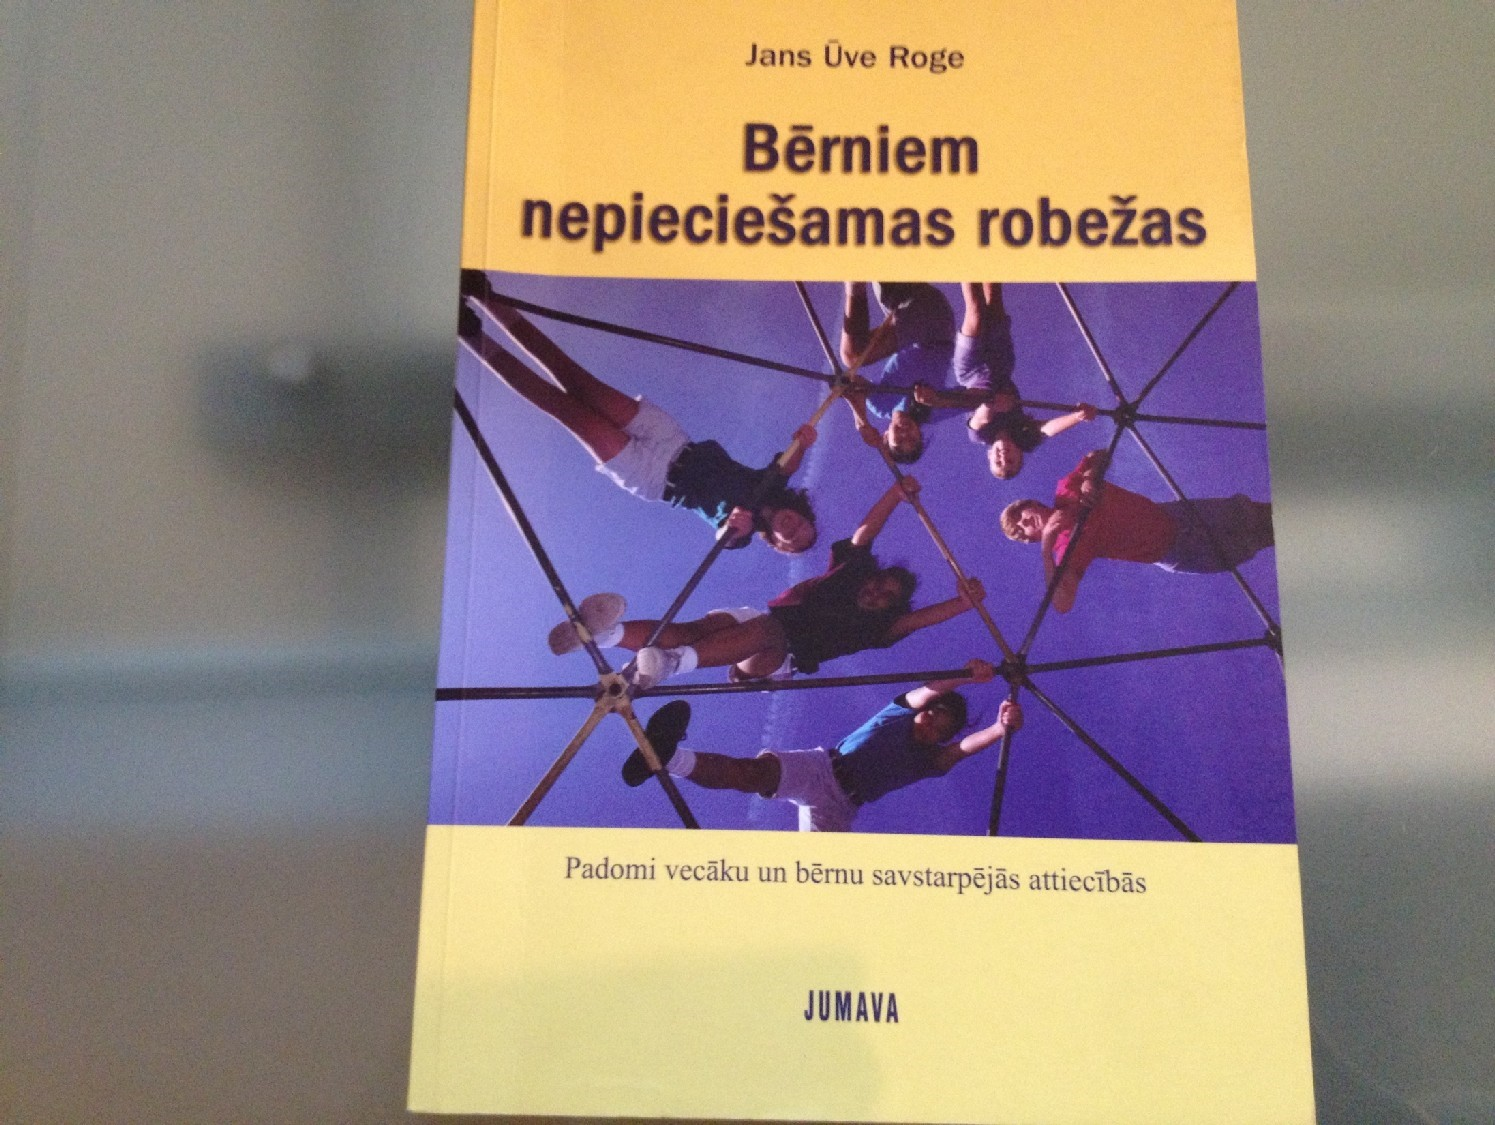 Jans Ūve Roge
Bērniem
nepieciešamas robežas
Padomi vecāku un bērnu savstarpējās attiecībās
JUMAVA